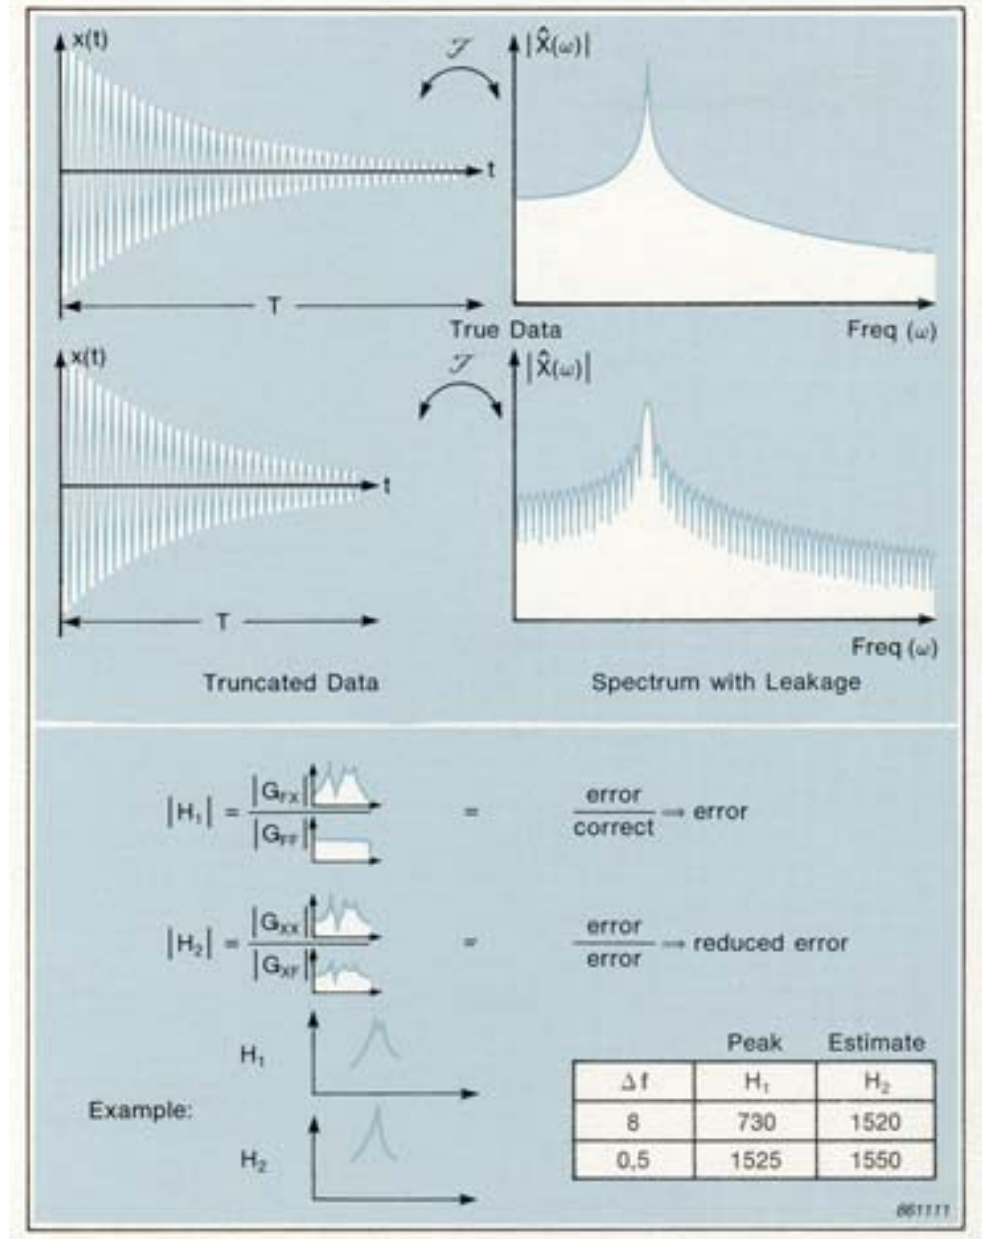 x(t)
𝓕
|X̂(ω)|
t
T
True Data
Freq (ω)
x(t)
𝓕
|X̂(ω)|
t
T
Freq (ω)
Truncated Data
Spectrum with Leakage
|H₁| = |G_FX| / |G_FF| = error / correct → error
|H₂| = |G_XX| / |G_XF| = error / error → reduced error
H₁
Example:
H₂
Peak Estimate
Δf H₁ H₂
8 730 1520
0,5 1525 1550
861111